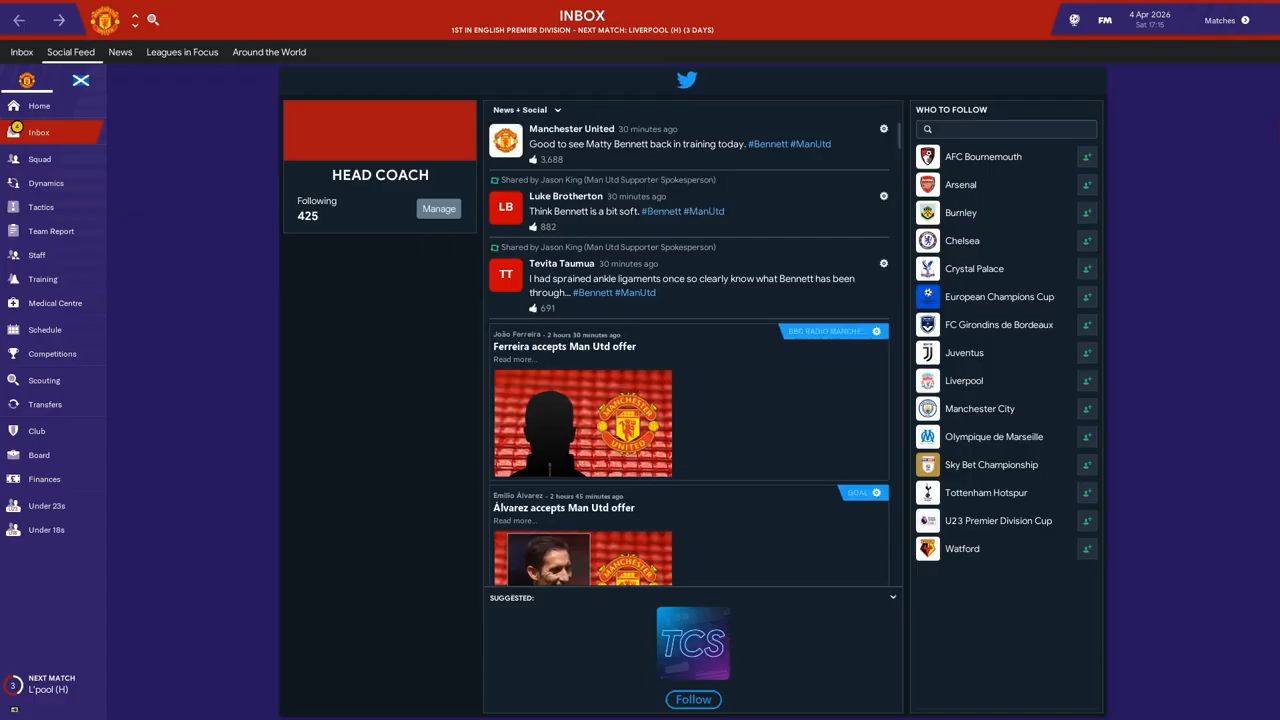 INBOX
1ST IN ENGLISH PREMIER DIVISION - NEXT MATCH: LIVERPOOL (H) (3 DAYS)
FM
4 Apr 2026
Sat 17:15
Matches
Inbox
Social Feed
News
Leagues in Focus
Around the World
Home
4
Inbox
Squad
Dynamics
Tactics
Team Report
Staff
Training
Medical Centre
Schedule
Competitions
Scouting
Transfers
Club
Board
Finances
Under 23s
Under 18s
3
NEXT MATCH
L'pool (H)
HEAD COACH
Following
425
Manage
News + Social
Manchester United 30 minutes ago
Good to see Matty Bennett back in training today. #Bennett #ManUtd
3,688
Shared by Jason King (Man Utd Supporter Spokesperson)
LB
Luke Brotherton 30 minutes ago
Think Bennett is a bit soft. #Bennett #ManUtd
882
Shared by Jason King (Man Utd Supporter Spokesperson)
TT
Tevita Taumua 30 minutes ago
I had sprained ankle ligaments once so clearly know what Bennett has been
through... #Bennett #ManUtd
691
João Ferreira - 2 hours 30 minutes ago
BBC RADIO MANCHE...
Ferreira accepts Man Utd offer
Read more...
MANCHESTER
UNITED
Emilio Álvarez - 2 hours 45 minutes ago
GOAL
Álvarez accepts Man Utd offer
Read more...
SUGGESTED:
TCS
Follow
WHO TO FOLLOW
AFC Bournemouth
Arsenal
Burnley
Chelsea
Crystal Palace
European Champions Cup
FC Girondins de Bordeaux
Juventus
Liverpool
Manchester City
Olympique de Marseille
Sky Bet Championship
Tottenham Hotspur
U23 Premier Division Cup
Watford